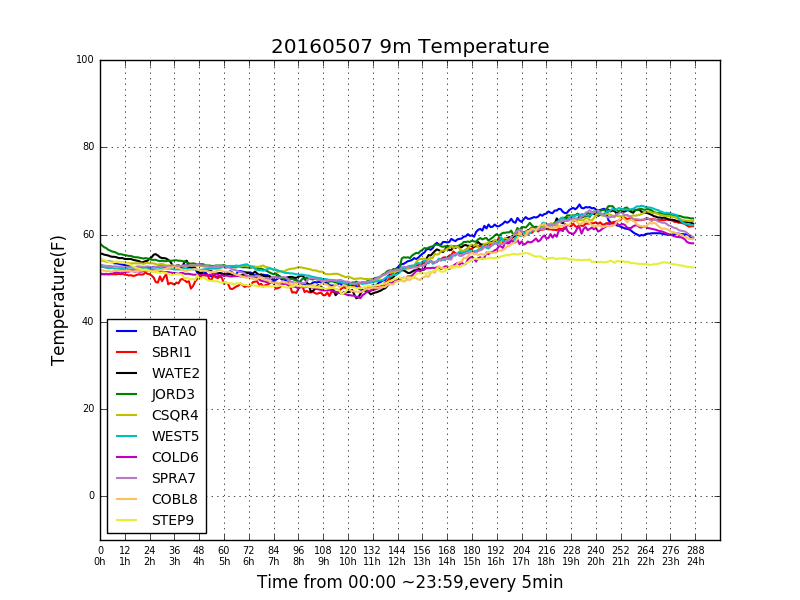 20160507 9m Temperature
100
80
60
40
20
0
Temperature(F)
BATA0
SBRI1
WATE2
JORD3
CSQR4
WEST5
COLD6
SPRA7
COBL8
STEP9
0 12 24 36 48 60 72 84 96 108 120 132 144 156 168 180 192 204 216 228 240 252 264 276 288
0h 1h 2h 3h 4h 5h 6h 7h 8h 9h 10h 11h 12h 13h 14h 15h 16h 17h 18h 19h 20h 21h 22h 23h 24h
Time from 00:00 ~23:59,every 5min